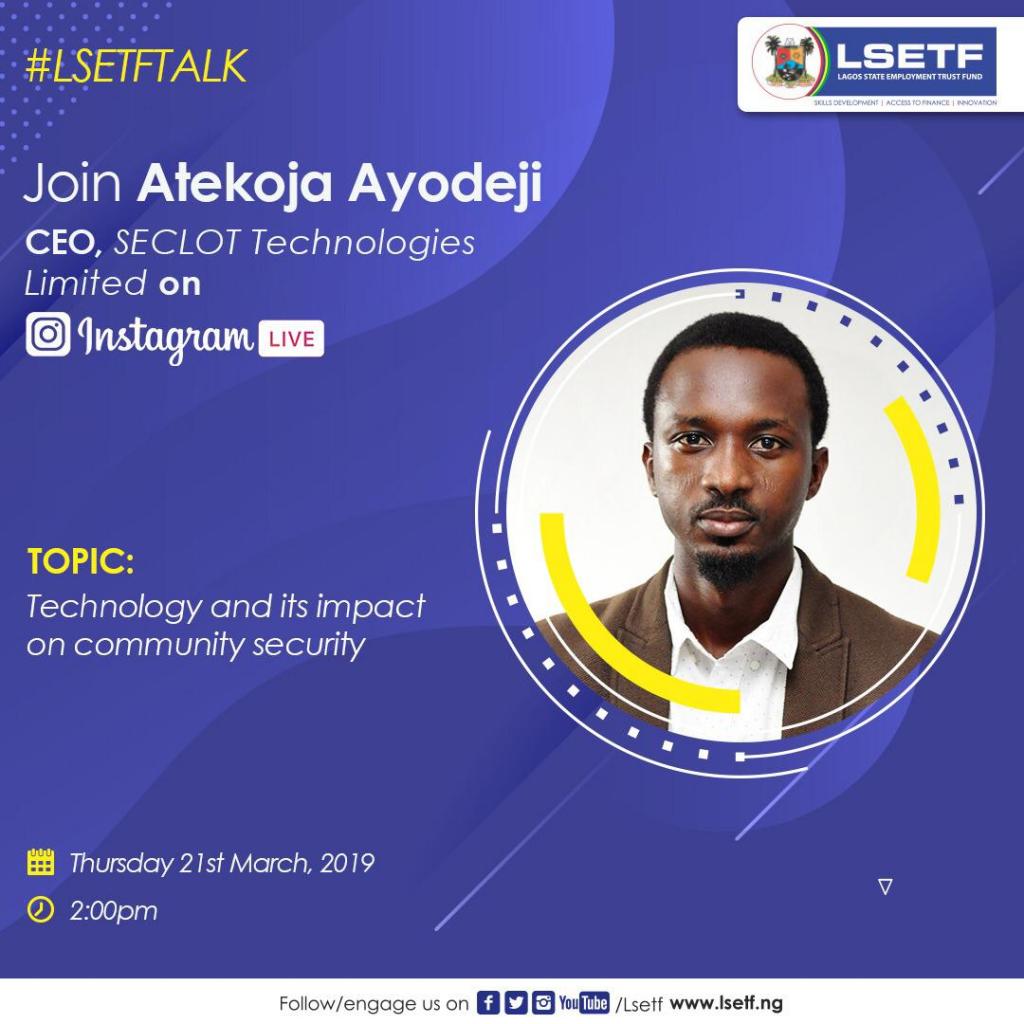 #LSETFTALK
LSETF
LAGOS STATE EMPLOYMENT TRUST FUND
SKILLS DEVELOPMENT | ACCESS TO FINANCE | INNOVATION
Join Atekoja Ayodeji
CEO, SECLOT Technologies
Limited on
Instagram LIVE
TOPIC:
Technology and its impact
on community security
Thursday 21st March, 2019
2:00pm
Follow/engage us on YouTube /Lsetf www.lsetf.ng